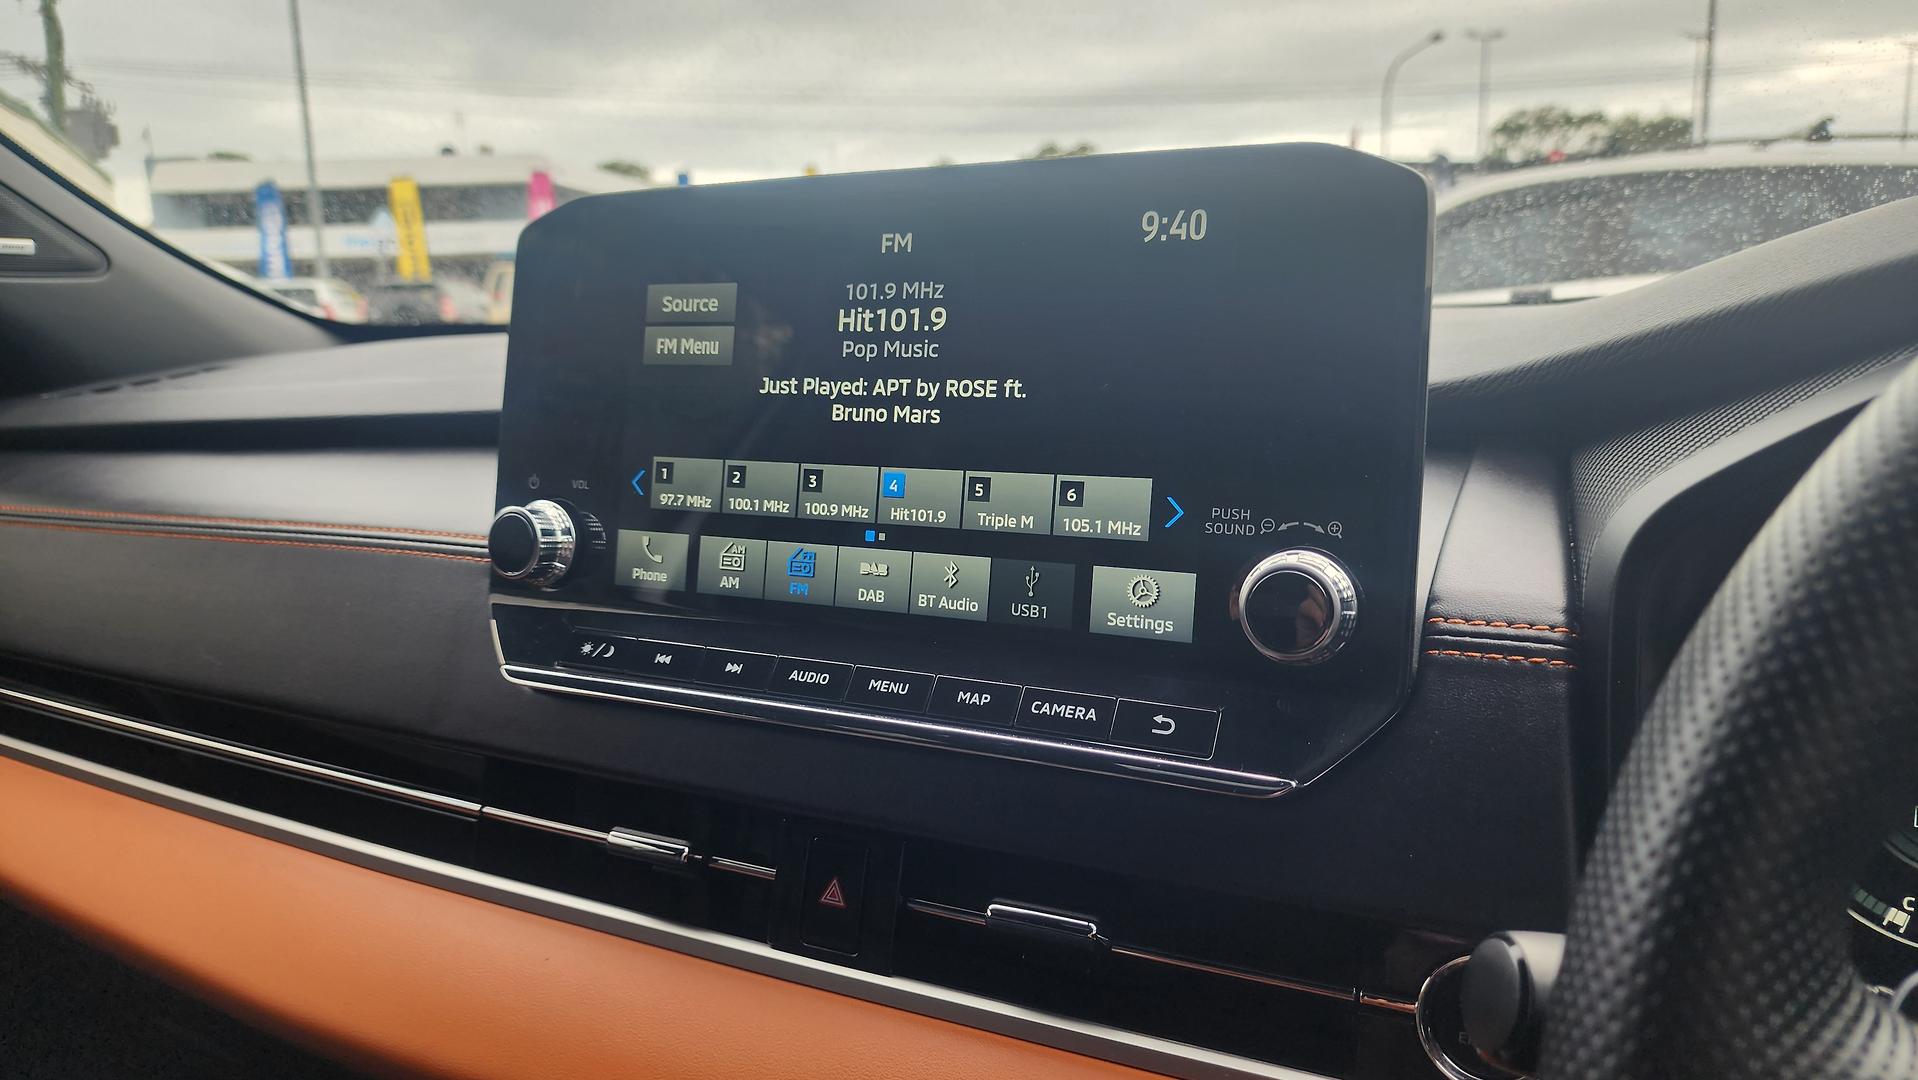 FM
9:40
Source
101.9 MHz
Hit101.9
FM Menu
Pop Music
Just Played: APT by ROSE ft.
Bruno Mars
1
97.7 MHz
2
100.1 MHz
3
100.9 MHz
4
Hit101.9
5
Triple M
6
105.1 MHz
VOL
PUSH
SOUND
Phone
AM
AM
FM
FM
DAB
DAB
BT Audio
USB1
Settings
AUDIO
MENU
MAP
CAMERA
C
H